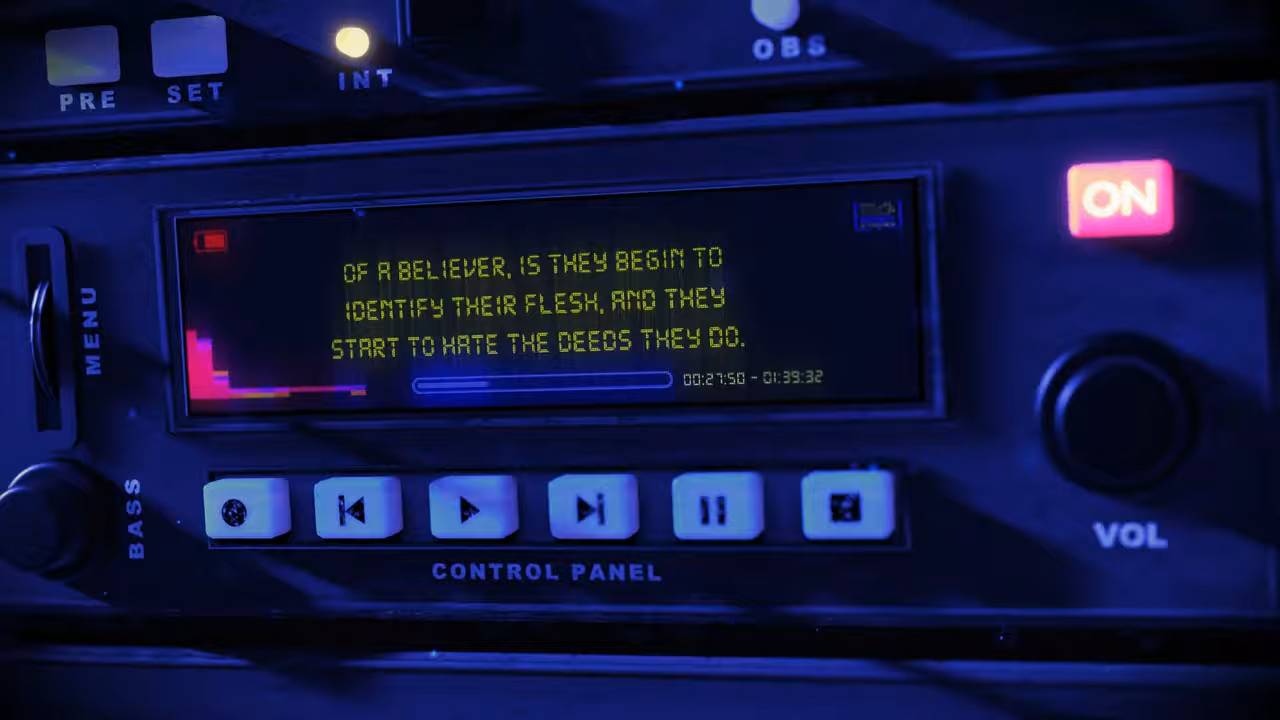 PRE
SET
INT
OBS
ON
OF A BELIEVER, IS THEY BEGIN TO
IDENTIFY THEIR FLESH, AND THEY
START TO HATE THE DEEDS THEY DO.
00:27:50 - 01:39:32
MENU
BASS
CONTROL PANEL
VOL